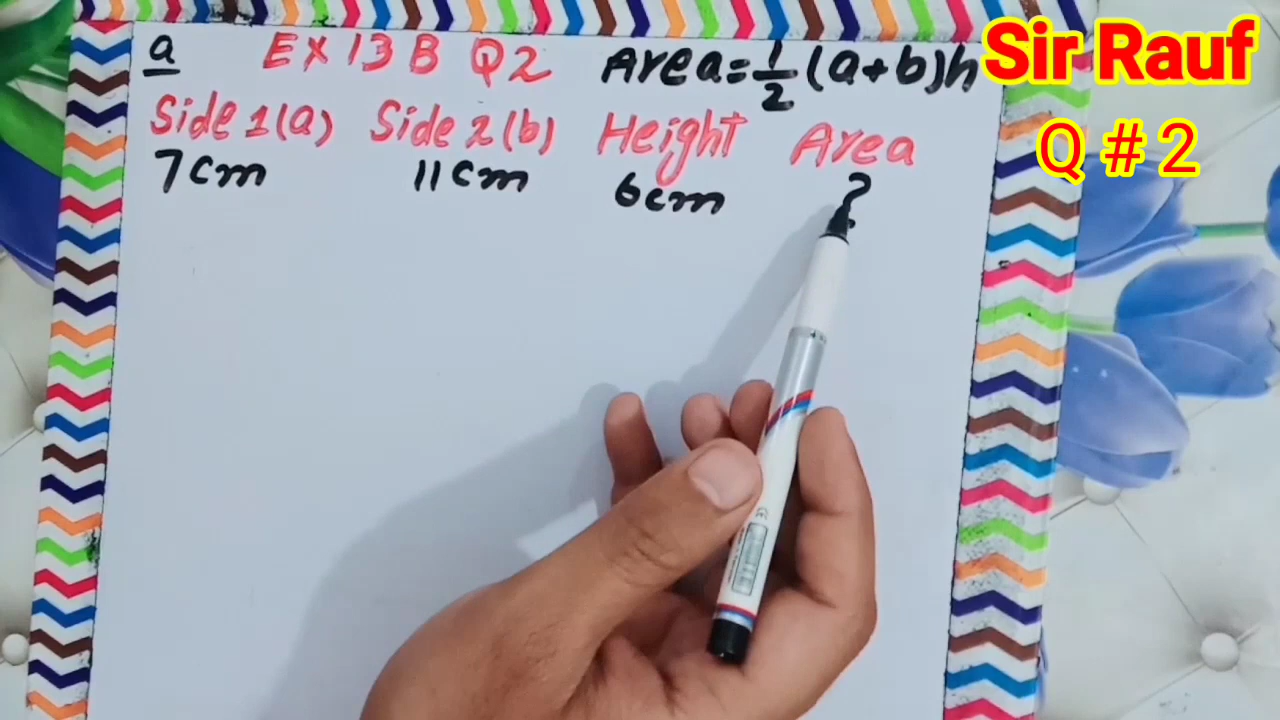 a EX 13 B Q2 Area = 1/2 (a+b)h
Side 1(a) Side 2(b) Height Area
7cm 11cm 6cm ?
Sir Rauf
Q # 2